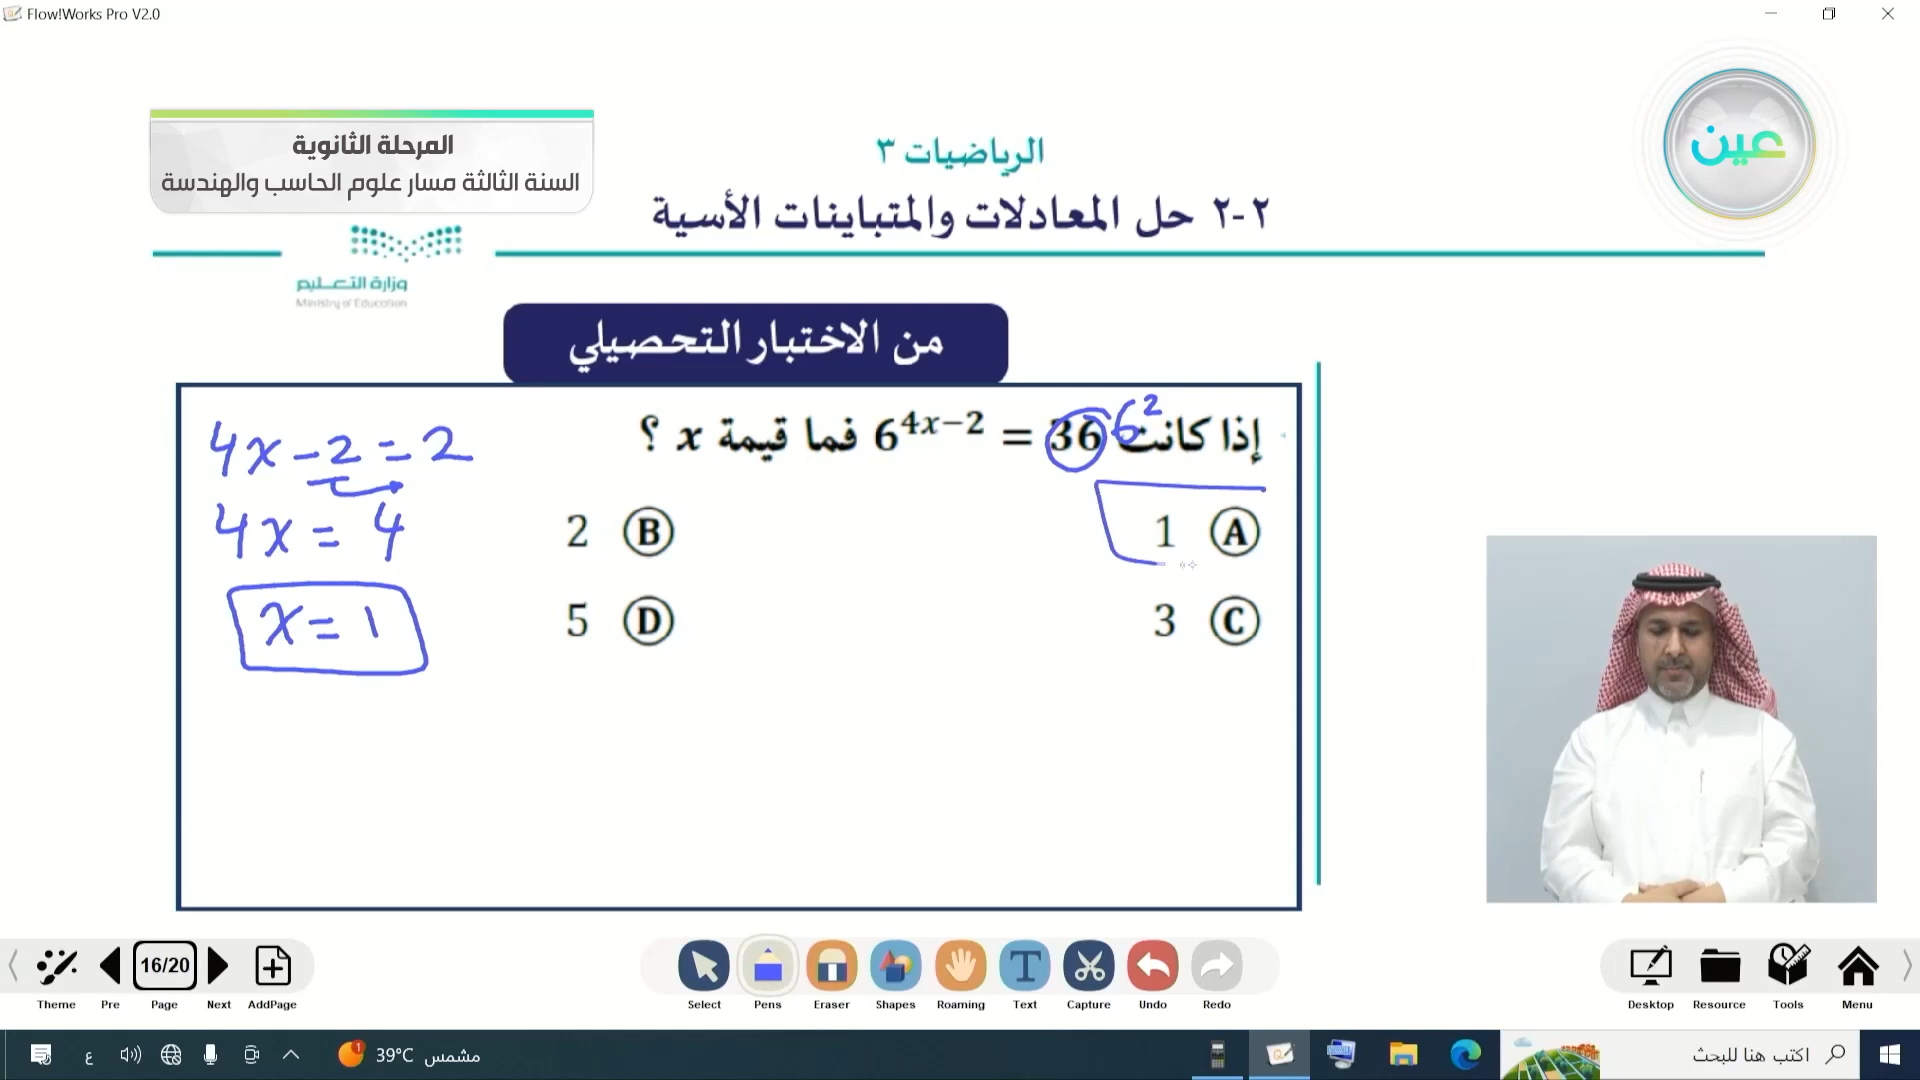 Flow!Works Pro V2.0
المرحلة الثانوية
السنة الثالثة مسار علوم الحاسب والهندسة
عين
الرياضيات ٣
٢-٢ حل المعادلات والمتباينات الأسية
وزارة التعليم
Ministry of Education
من الاختبار التحصيلي
إذا كانت 6^{4x-2} = 36 فما قيمة x ؟
6²
A 1
B 2
C 3
D 5
4x - 2 = 2
4x = 4
x = 1
Theme
Pre
16/20
Page
Next
AddPage
Select
Pens
Eraser
Shapes
Roaming
T
Text
Capture
Undo
Redo
Desktop
Resource
Tools
Menu
ع
1
39°C مشمس
اكتب هنا للبحث